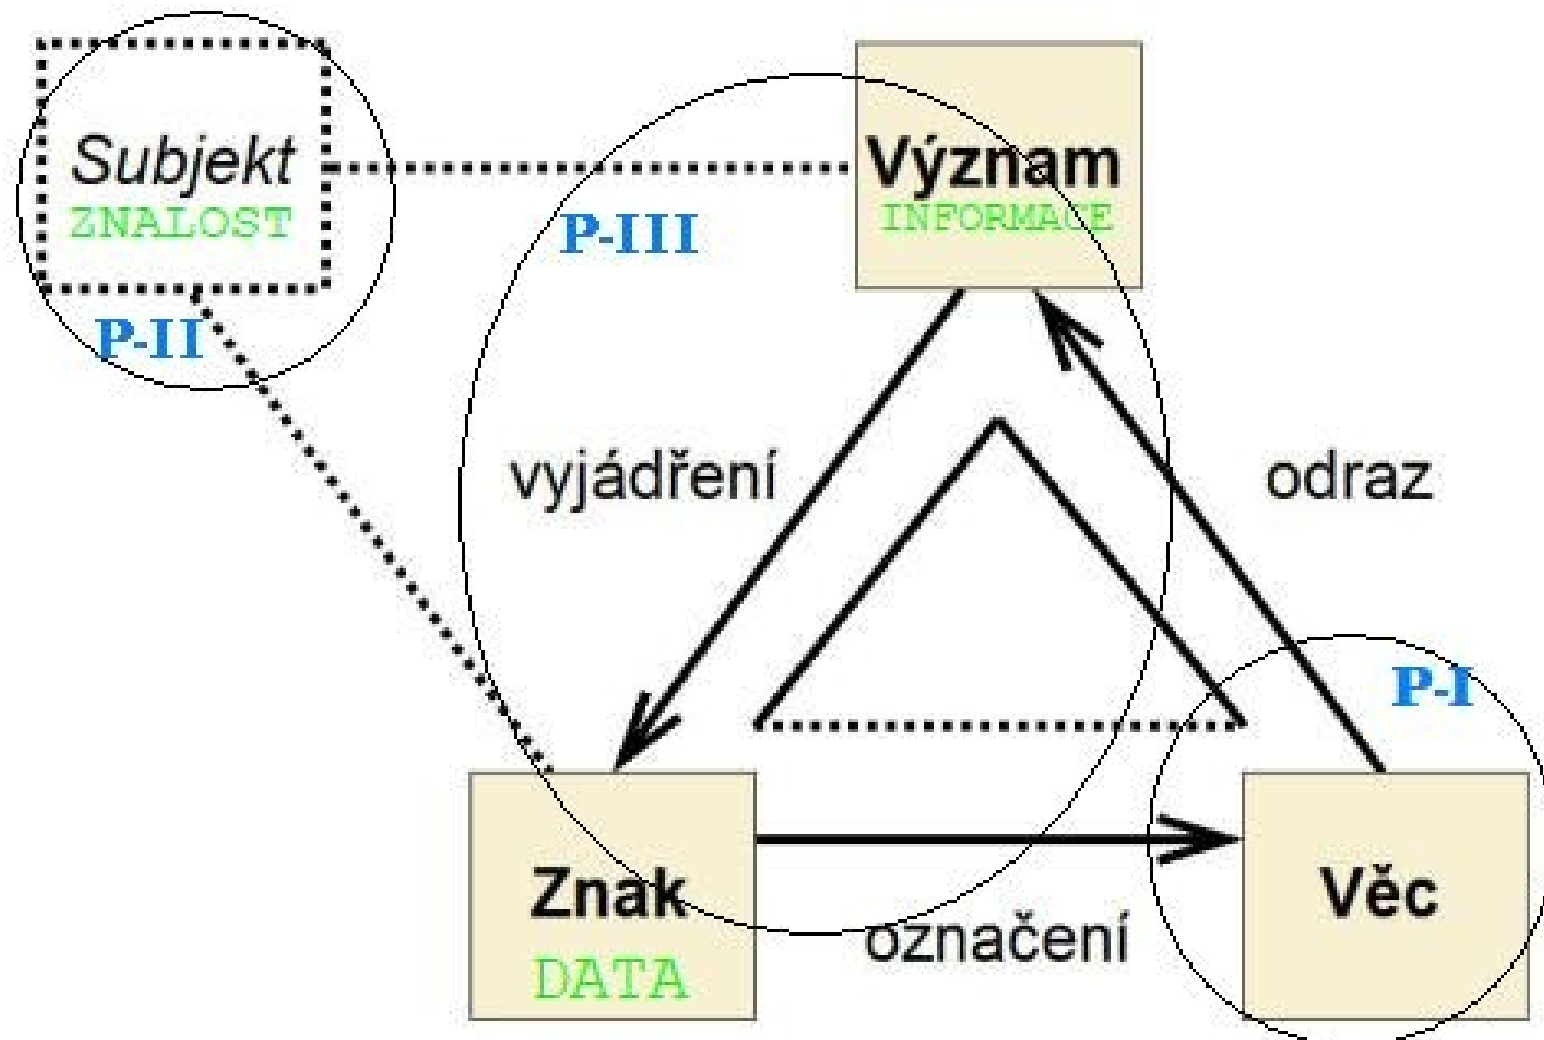 Subjekt
ZNALOST
P-II
P-III
Význam
INFORMACE
vyjádření
odraz
P-I
Znak
DATA
označení
Věc